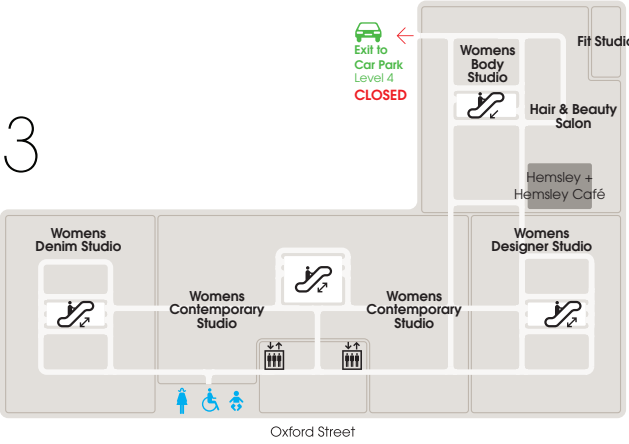 Exit to
Car Park
Level 4
CLOSED
Womens
Body
Studio
Fit Studio
Hair & Beauty
Salon
3
Hemsley +
Hemsley Café
Womens
Denim Studio
Womens
Designer Studio
Womens
Contemporary
Studio
Womens
Contemporary
Studio
Oxford Street